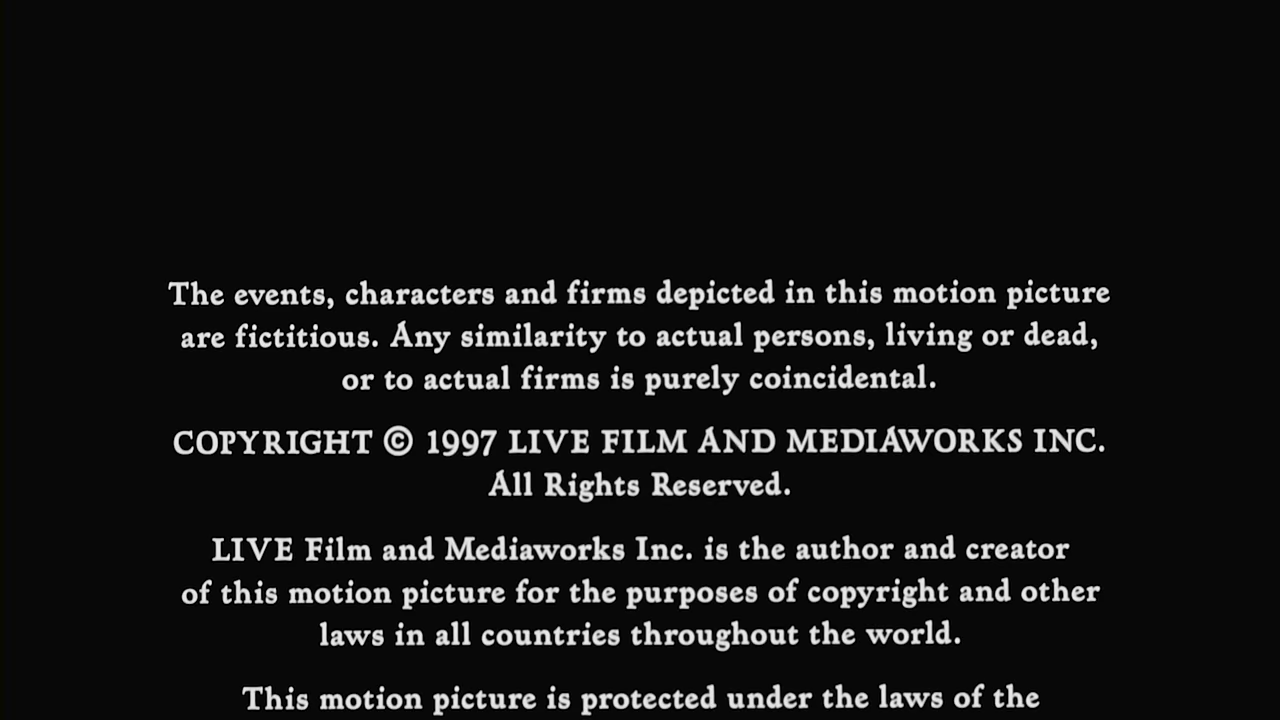 The events, characters and firms depicted in this motion picture
are fictitious. Any similarity to actual persons, living or dead,
or to actual firms is purely coincidental.
COPYRIGHT © 1997 LIVE FILM AND MEDIAWORKS INC.
All Rights Reserved.
LIVE Film and Mediaworks Inc. is the author and creator
of this motion picture for the purposes of copyright and other
laws in all countries throughout the world.
This motion picture is protected under the laws of the